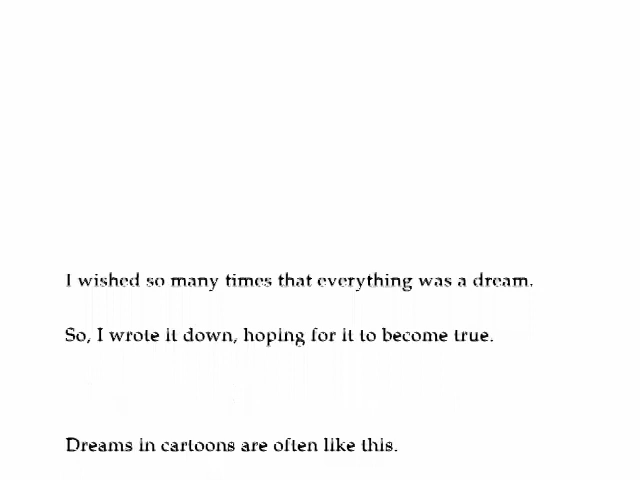 I wished so many times that everything was a dream.
So, I wrote it down, hoping for it to become true.
Dreams in cartoons are often like this.